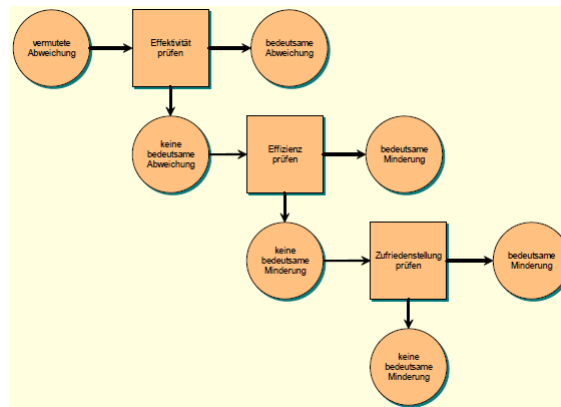 vermutete
Abweichung
Effektivität
prüfen
bedeutsame
Abweichung
keine
bedeutsame
Abweichung
Effizienz
prüfen
bedeutsame
Minderung
keine
bedeutsame
Minderung
Zufriedenstellung
prüfen
bedeutsame
Minderung
keine
bedeutsame
Minderung